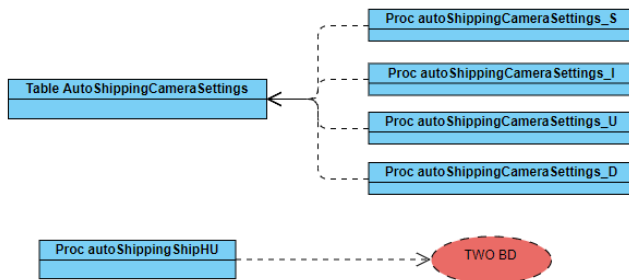 Proc autoShippingCameraSettings_S
Proc autoShippingCameraSettings_I
Table AutoShippingCameraSettings
Proc autoShippingCameraSettings_U
Proc autoShippingCameraSettings_D
Proc autoShippingShipHU
TWO BD